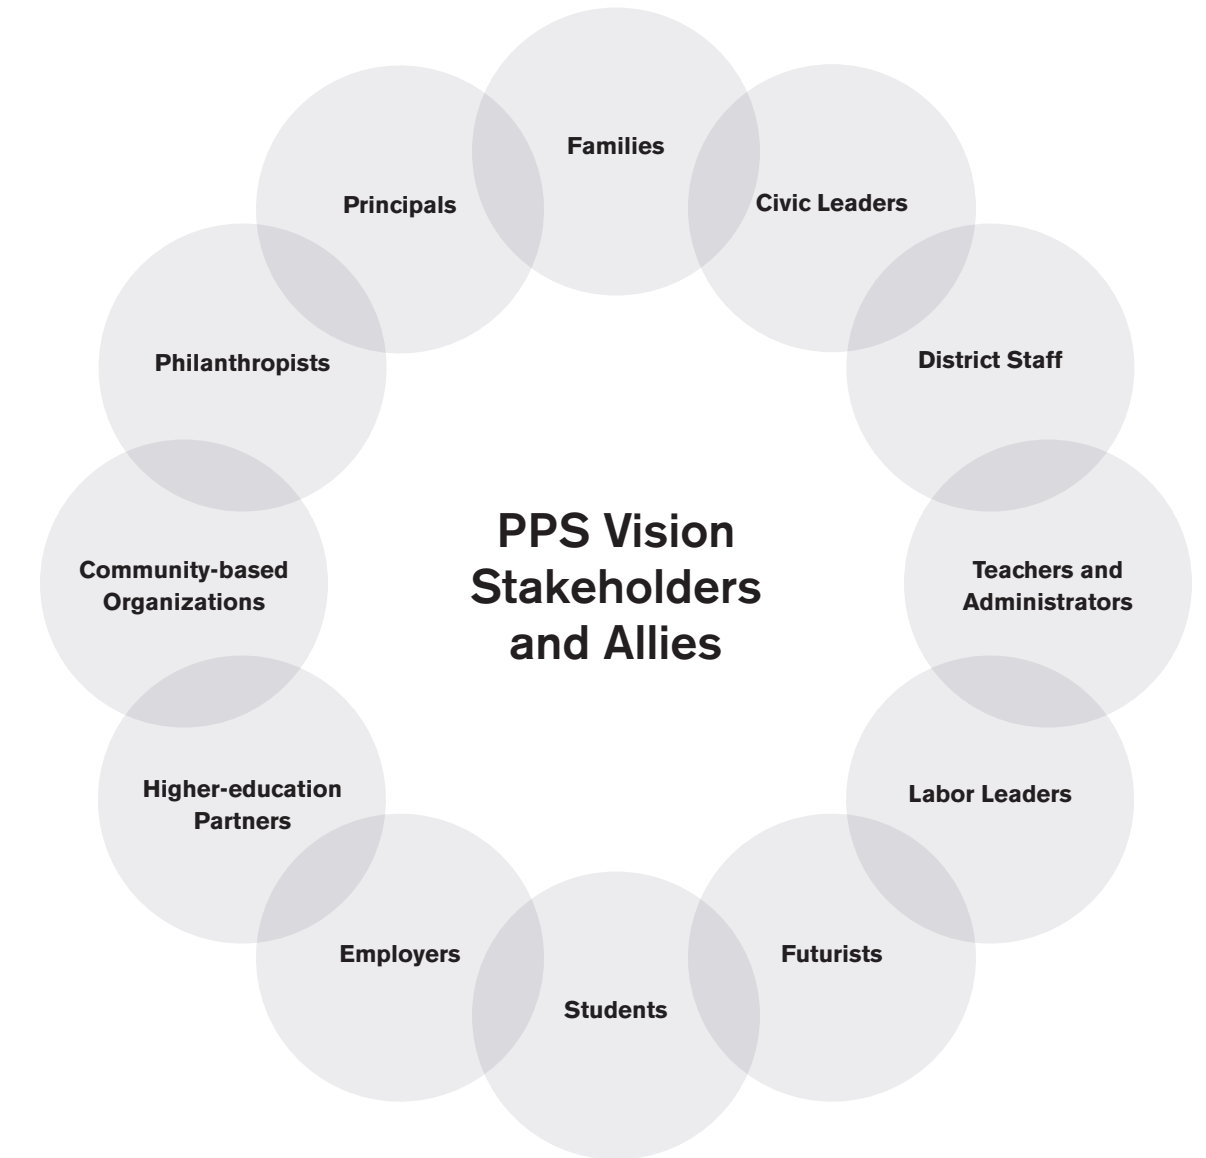 Families
Civic Leaders
District Staff
Teachers and
Administrators
Labor Leaders
Futurists
Students
Employers
Higher-education
Partners
Community-based
Organizations
Philanthropists
Principals
PPS Vision
Stakeholders
and Allies